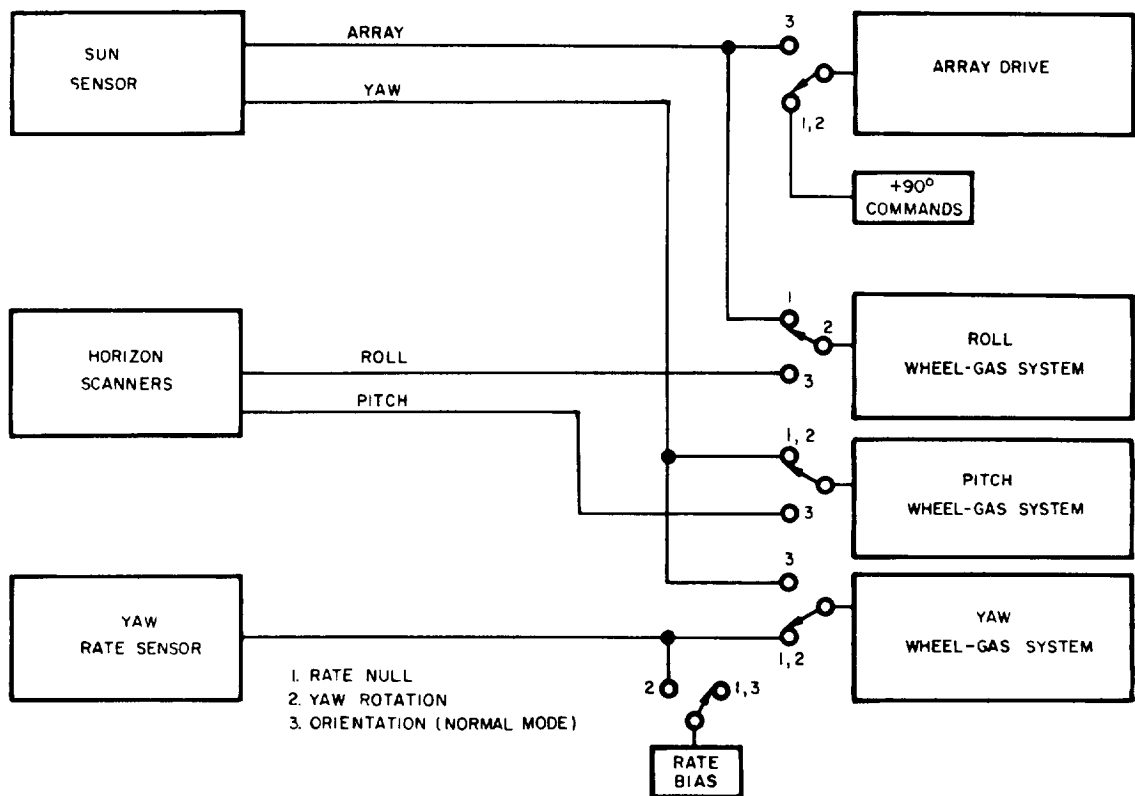 SUN
SENSOR
ARRAY
YAW
3
1,2
ARRAY DRIVE
+90°
COMMANDS
HORIZON
SCANNERS
ROLL
PITCH
1
2
3
ROLL
WHEEL-GAS SYSTEM
1, 2
3
PITCH
WHEEL-GAS SYSTEM
YAW
RATE SENSOR
3
1,2
YAW
WHEEL-GAS SYSTEM
1. RATE NULL
2. YAW ROTATION
3. ORIENTATION (NORMAL MODE)
2
1,3
RATE
BIAS